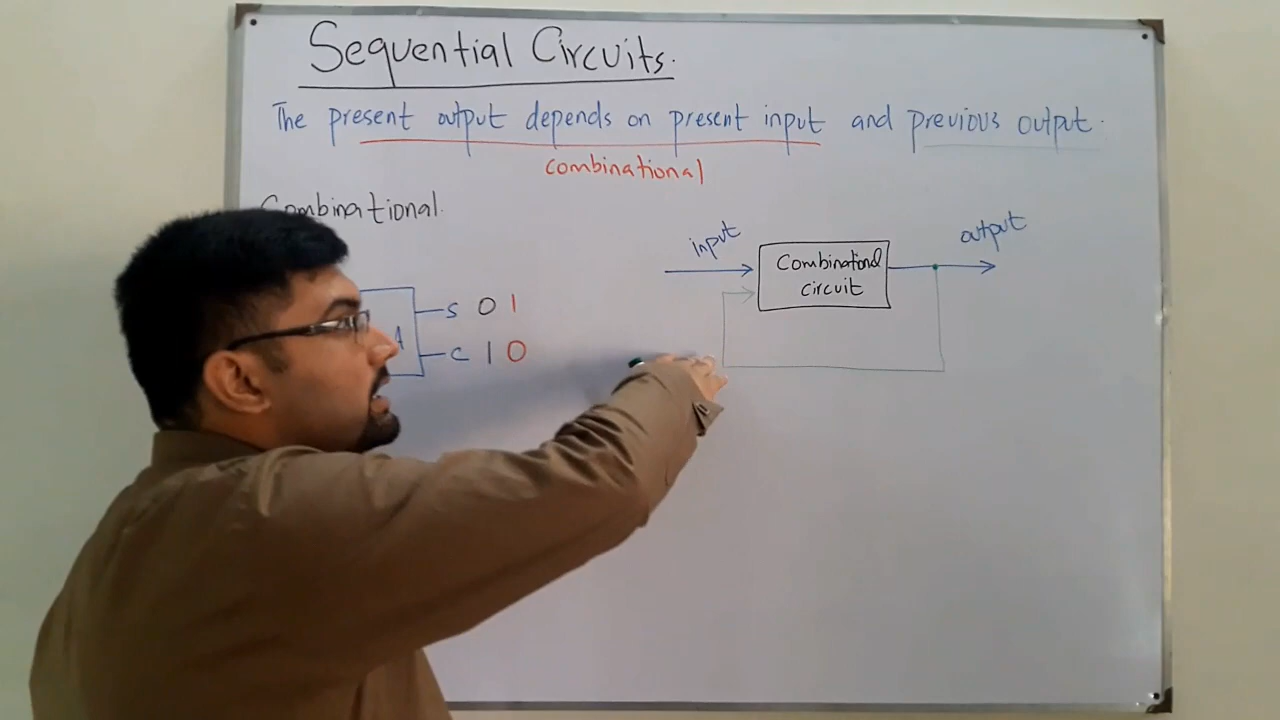 Sequential Circuits.
The present output depends on present input and previous output.
combinational
Combinational.
input
output
Combinational
circuit
S 0 1
A
C 1 0